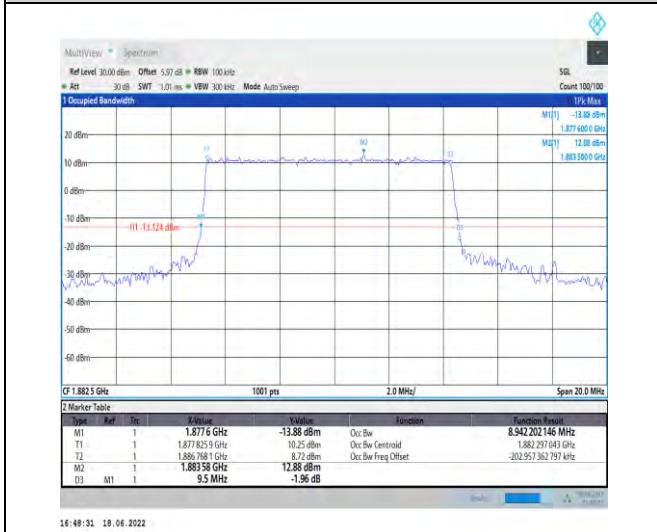 MultiView Spectrum
Ref Level 30.00 dBm Offset 5.97 dB RBW 100 kHz SGL
Att 30 dB SWT 1.01 ms VBW 300 kHz Mode Auto Sweep Count 100/100
1 Occupied Bandwidth 1Pk Max
M1[1] -13.88 dBm
1.877 600 0 GHz
M2[1] 12.88 dBm
1.883 580 0 GHz
20 dBm
M2
T1
T2
10 dBm
0 dBm
-10 dBm
M1
H1 -13.124 dBm
D3
-20 dBm
-30 dBm
-40 dBm
-50 dBm
-60 dBm
CF 1.882 5 GHz 1001 pts 2.0 MHz/ Span 20.0 MHz
2 Marker Table
Type Ref Trc X-Value Y-Value Function Function Result
M1 1 1.877 6 GHz -13.88 dBm Occ Bw 8.942 202 146 MHz
T1 1 1.877 825 9 GHz 10.25 dBm Occ Bw Centroid 1.882 297 043 GHz
T2 1 1.886 768 1 GHz 8.72 dBm Occ Bw Freq Offset -202.957 362 797 kHz
M2 1 1.883 58 GHz 12.88 dBm
D3 M1 1 9.5 MHz -1.96 dB
16:48:31 18.06.2022